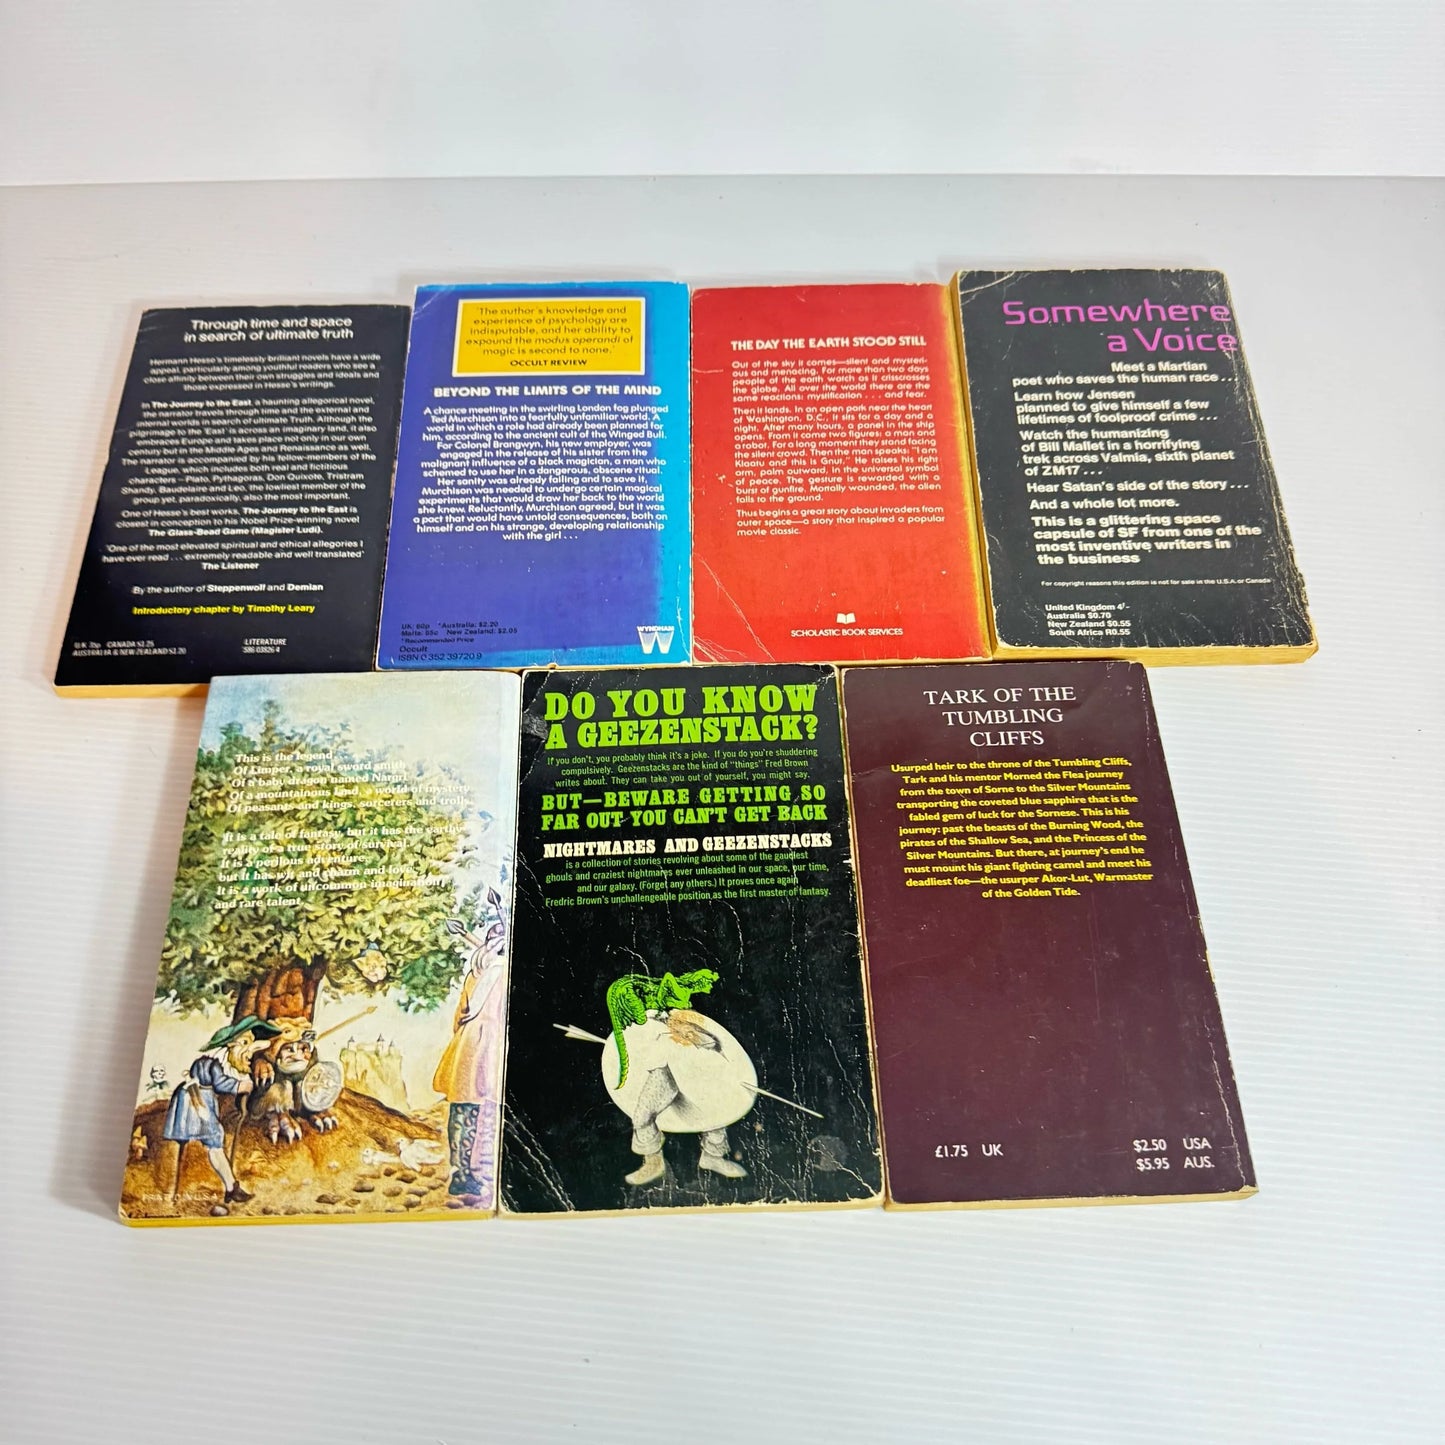 Through time and space
in search of ultimate truth
Hermann Hesse's timelessly brilliant novels have a wide
appeal, particularly among youthful readers who see a
close affinity between their own struggles and ideals and
those expressed in Hesse's writings.
In The Journey to the East, a haunting allegorical novel,
the narrator travels through time and the external and
internal worlds in search of ultimate Truth. Although the
pilgrimage to the 'East' is across an imaginary land, it also
embraces Europe and takes place not only in our own
century but in the Middle Ages and Renaissance as well.
The narrator is accompanied by his fellow-members of the
League, which includes both real and fictitious
characters – Plato, Pythagoras, Don Quixote, Tristram
Shandy, Baudelaire and Leo, the lowliest member of the
group yet, paradoxically, also the most important.
One of Hesse's best works, The Journey to the East is
closest in conception to his Nobel Prize-winning novel
The Glass-Bead Game (Magister Ludi).
'One of the most elevated spiritual and ethical allegories I
have ever read . . . extremely readable and well translated'
The Listener
By the author of Steppenwolf and Demian
Introductory chapter by Timothy Leary
U.K. 75p CANADA $2.25
AUSTRALIA & NEW ZEALAND $2.20
LITERATURE
586 03826 4
'The author's knowledge and
experience of psychology are
indisputable, and her ability to
expound the modus operandi of
magic is second to none.'
OCCULT REVIEW
BEYOND THE LIMITS OF THE MIND
A chance meeting in the swirling London fog plunged
Ted Murchison into a fearfully unfamiliar world. A
world in which a role had already been planned for
him, according to the ancient cult of the Winged Bull.
For Colonel Brangwyn, his new employer, was
engaged in the release of his sister from the
malignant influence of a black magician, a man who
schemed to use her in a dangerous, obscene ritual.
Her sanity was already failing and to save it,
Murchison was needed to undergo certain magical
experiments that would draw her back to the world
she knew. Reluctantly, Murchison agreed, but it was
a pact that would have untold consequences, both on
himself and on his strange, developing relationship
with the girl . . .
UK: 60p *Australia: $2.20
Malta: 65c New Zealand: $2.05
*Recommended Price
Occult
ISBN 0 352 39720 9
WYNDHAM
W
THE DAY THE EARTH STOOD STILL
Out of the sky it comes—silent and mysteri-
ous and menacing. For more than two days
people of the earth watch as it crisscrosses
the globe. All over the world there are the
same reactions: mystification . . . and fear.
Then it lands. In an open park near the heart
of Washington, D.C., it sits for a day and a
night. After many hours, a panel in the ship
opens. From it come two figures: a man and
a robot. For a long moment they stand facing
the silent crowd. Then the man speaks: "I am
Klaatu and this is Gnut." He raises his right
arm, palm outward, in the universal symbol
of peace. The gesture is rewarded with a
burst of gunfire. Mortally wounded, the alien
falls to the ground.
Thus begins a great story about invaders from
outer space—a story that inspired a popular
movie classic.
SCHOLASTIC BOOK SERVICES
Somewhere
a Voice
Meet a Martian
poet who saves the human race . . .
Learn how Jensen
planned to give himself a few
lifetimes of foolproof crime . . .
Watch the humanizing
of Bill Mallet in a horrifying
trek across Valmia, sixth planet
of ZM17 . . .
Hear Satan's side of the story . . .
And a whole lot more.
This is a glittering space
capsule of SF from one of the
most inventive writers in
the business
For copyright reasons this edition is not for sale in the U.S.A. or Canada
United Kingdom 4/-
Australia $0.70
New Zealand $0.55
South Africa R0.55
This is the legend . . .
Of Limper, a royal sword smith
Of a baby dragon named Nargri
Of a mountainous land, a world of mystery
Of peasants and kings, sorcerers and trolls.
It is a tale of fantasy, but it has the earthy
reality of a true story of survival.
It is a perilous adventure,
but it has wit and charm and love.
It is a work of uncommon imagination
and rare talent.
DO YOU KNOW
A GEEZENSTACK?
If you don't, you probably think it's a joke. If you do you're shuddering
compulsively. Geezenstacks are the kind of "things" Fred Brown
writes about. They can take you out of yourself, you might say.
BUT—BEWARE GETTING SO
FAR OUT YOU CAN'T GET BACK
NIGHTMARES AND GEEZENSTACKS
is a collection of stories revolving about some of the gaudiest
ghouls and craziest nightmares ever unleashed in our space, our time,
and our galaxy. (Forget any others.) It proves once again
Fredric Brown's unchallengeable position as the first master of fantasy.
TARK OF THE
TUMBLING
CLIFFS
Usurped heir to the throne of the Tumbling Cliffs,
Tark and his mentor Morned the Flea journey
from the town of Sorne to the Silver Mountains
transporting the coveted blue sapphire that is the
fabled gem of luck for the Sornese. This is his
journey: past the beasts of the Burning Wood, the
pirates of the Shallow Sea, and the Princess of the
Silver Mountains. But there, at journey's end he
must mount his giant fighting camel and meet his
deadliest foe—the usurper Akor-Lut, Warmaster
of the Golden Tide.
£1.75 UK
$2.50 USA
$5.95 AUS.